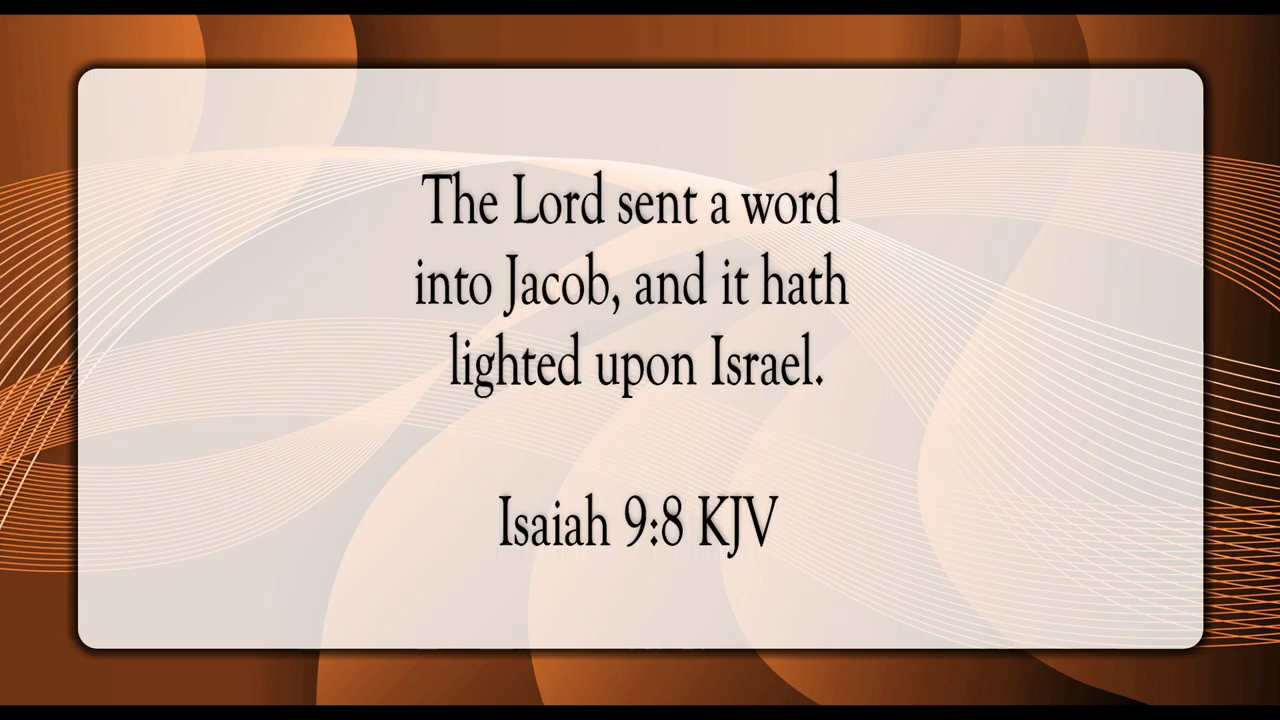 The Lord sent a word
into Jacob, and it hath
lighted upon Israel.
Isaiah 9:8 KJV